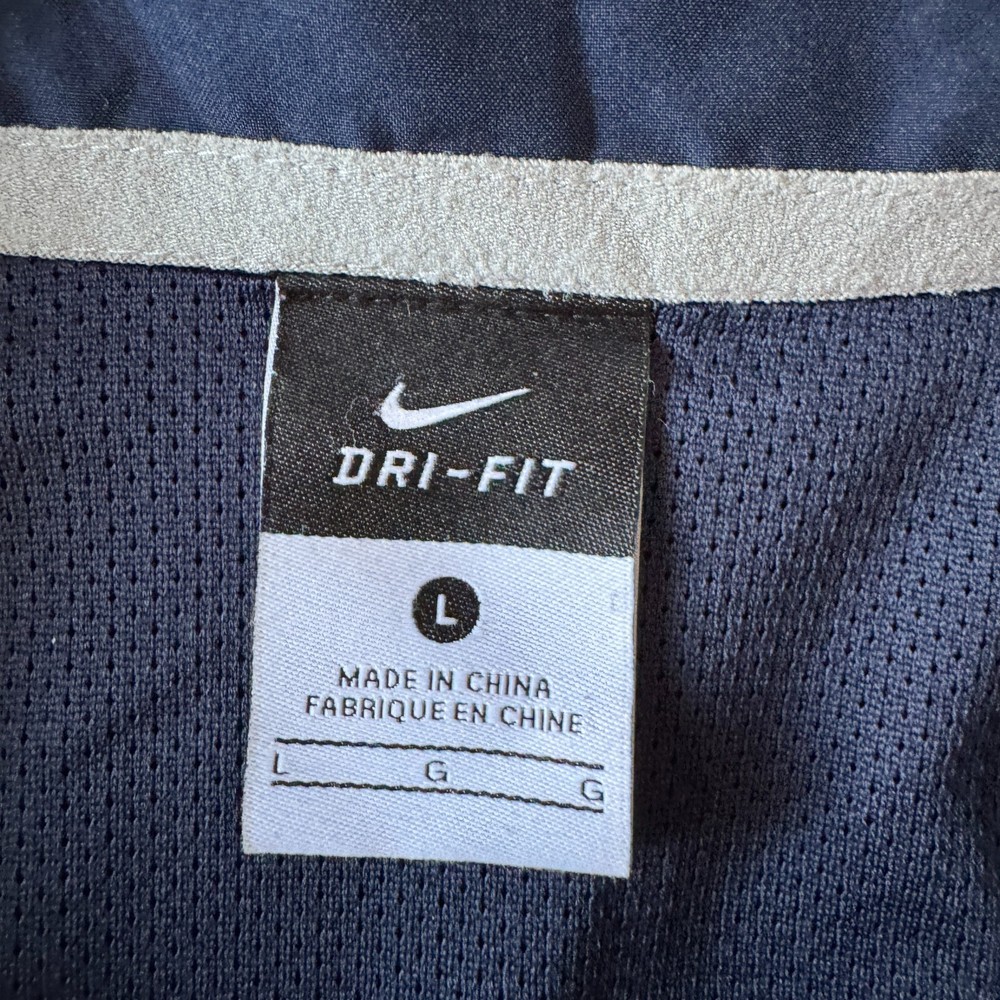 DRI-FIT
L
MADE IN CHINA
FABRIQUE EN CHINE
L G G